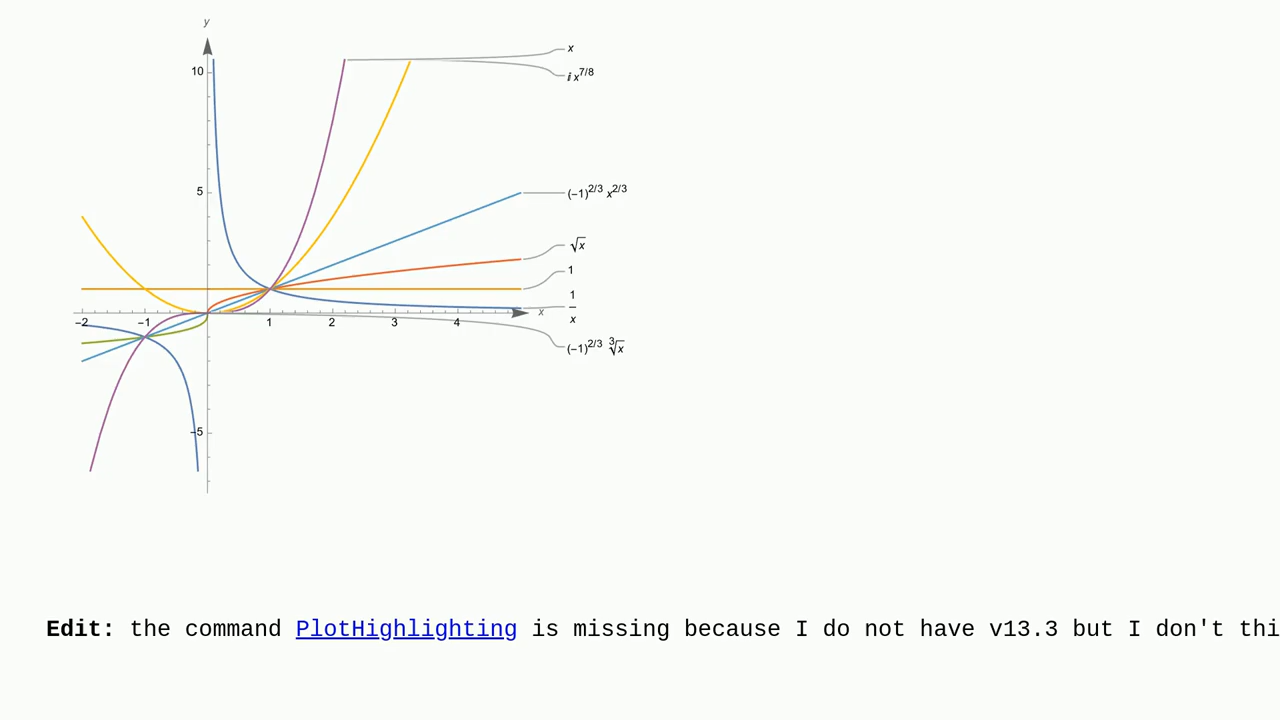 y
x
ⅈ x^7/8
10
5
(−1)^2/3 x^2/3
√x
1
1/x
x
−2 −1 1 2 3 4
(−1)^2/3 ∛x
−5
Edit: the command PlotHighlighting is missing because I do not have v13.3 but I don't thi